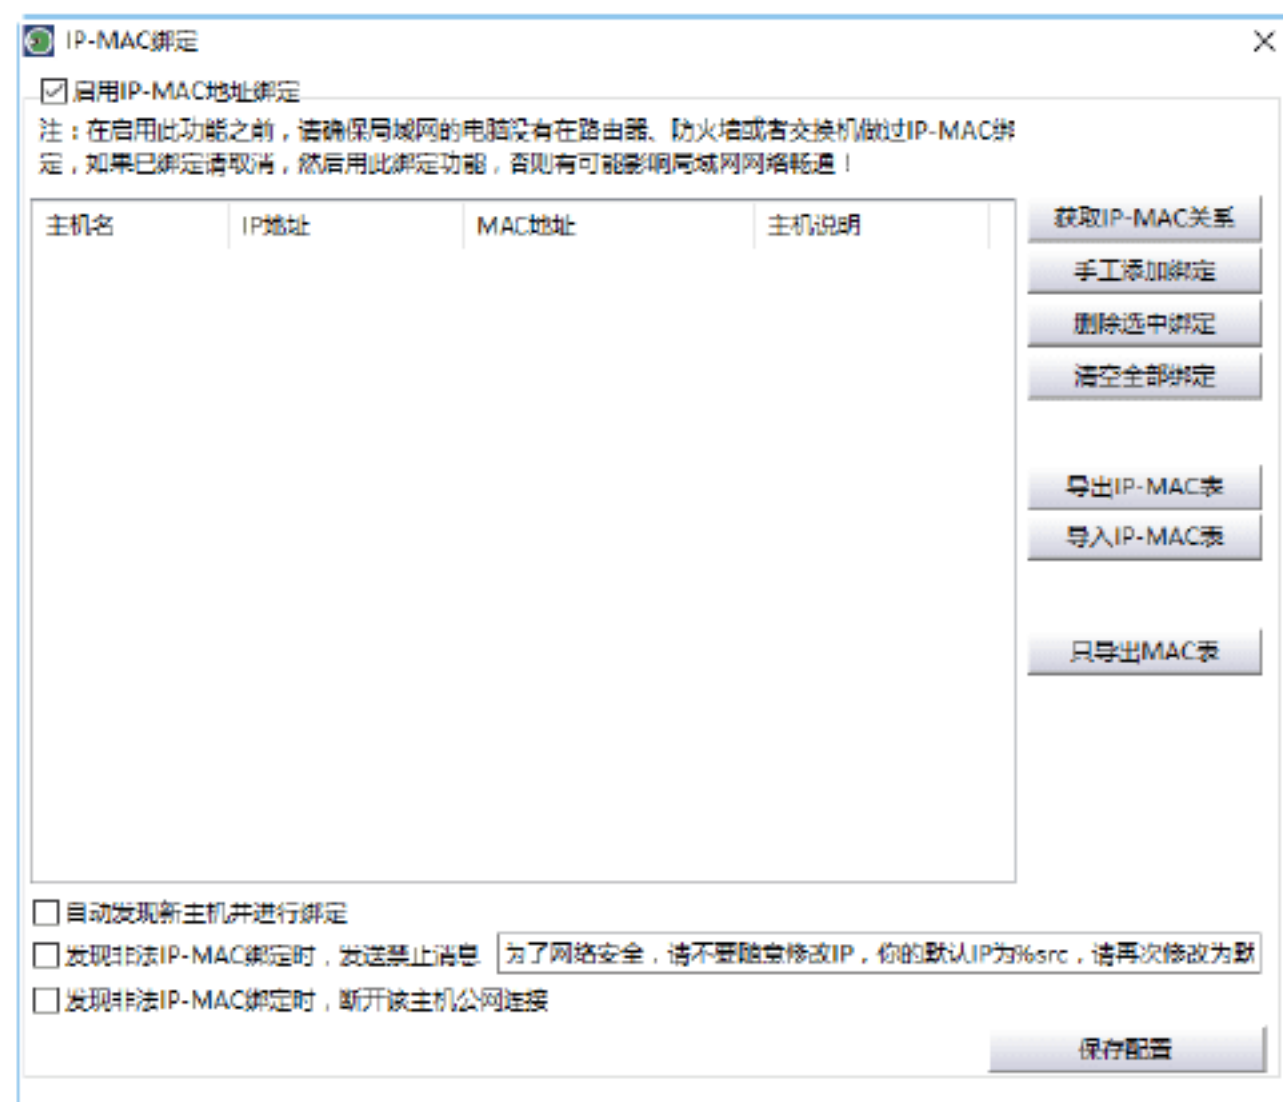 IP-MAC绑定
启用IP-MAC地址绑定
注：在启用此功能之前，请确保局域网的电脑没有在路由器、防火墙或者交换机做过IP-MAC绑
定，如果已绑定请取消，然后用此绑定功能，否则有可能影响局域网网络畅通！
主机名 IP地址 MAC地址 主机说明
获取IP-MAC关系
手工添加绑定
删除选中绑定
清空全部绑定
导出IP-MAC表
导入IP-MAC表
只导出MAC表
自动发现新主机并进行绑定
发现非法IP-MAC绑定时，发送禁止消息 为了网络安全，请不要随意修改IP，你的默认IP为%src，请再次修改为默
发现非法IP-MAC绑定时，断开该主机公网连接
保存配置